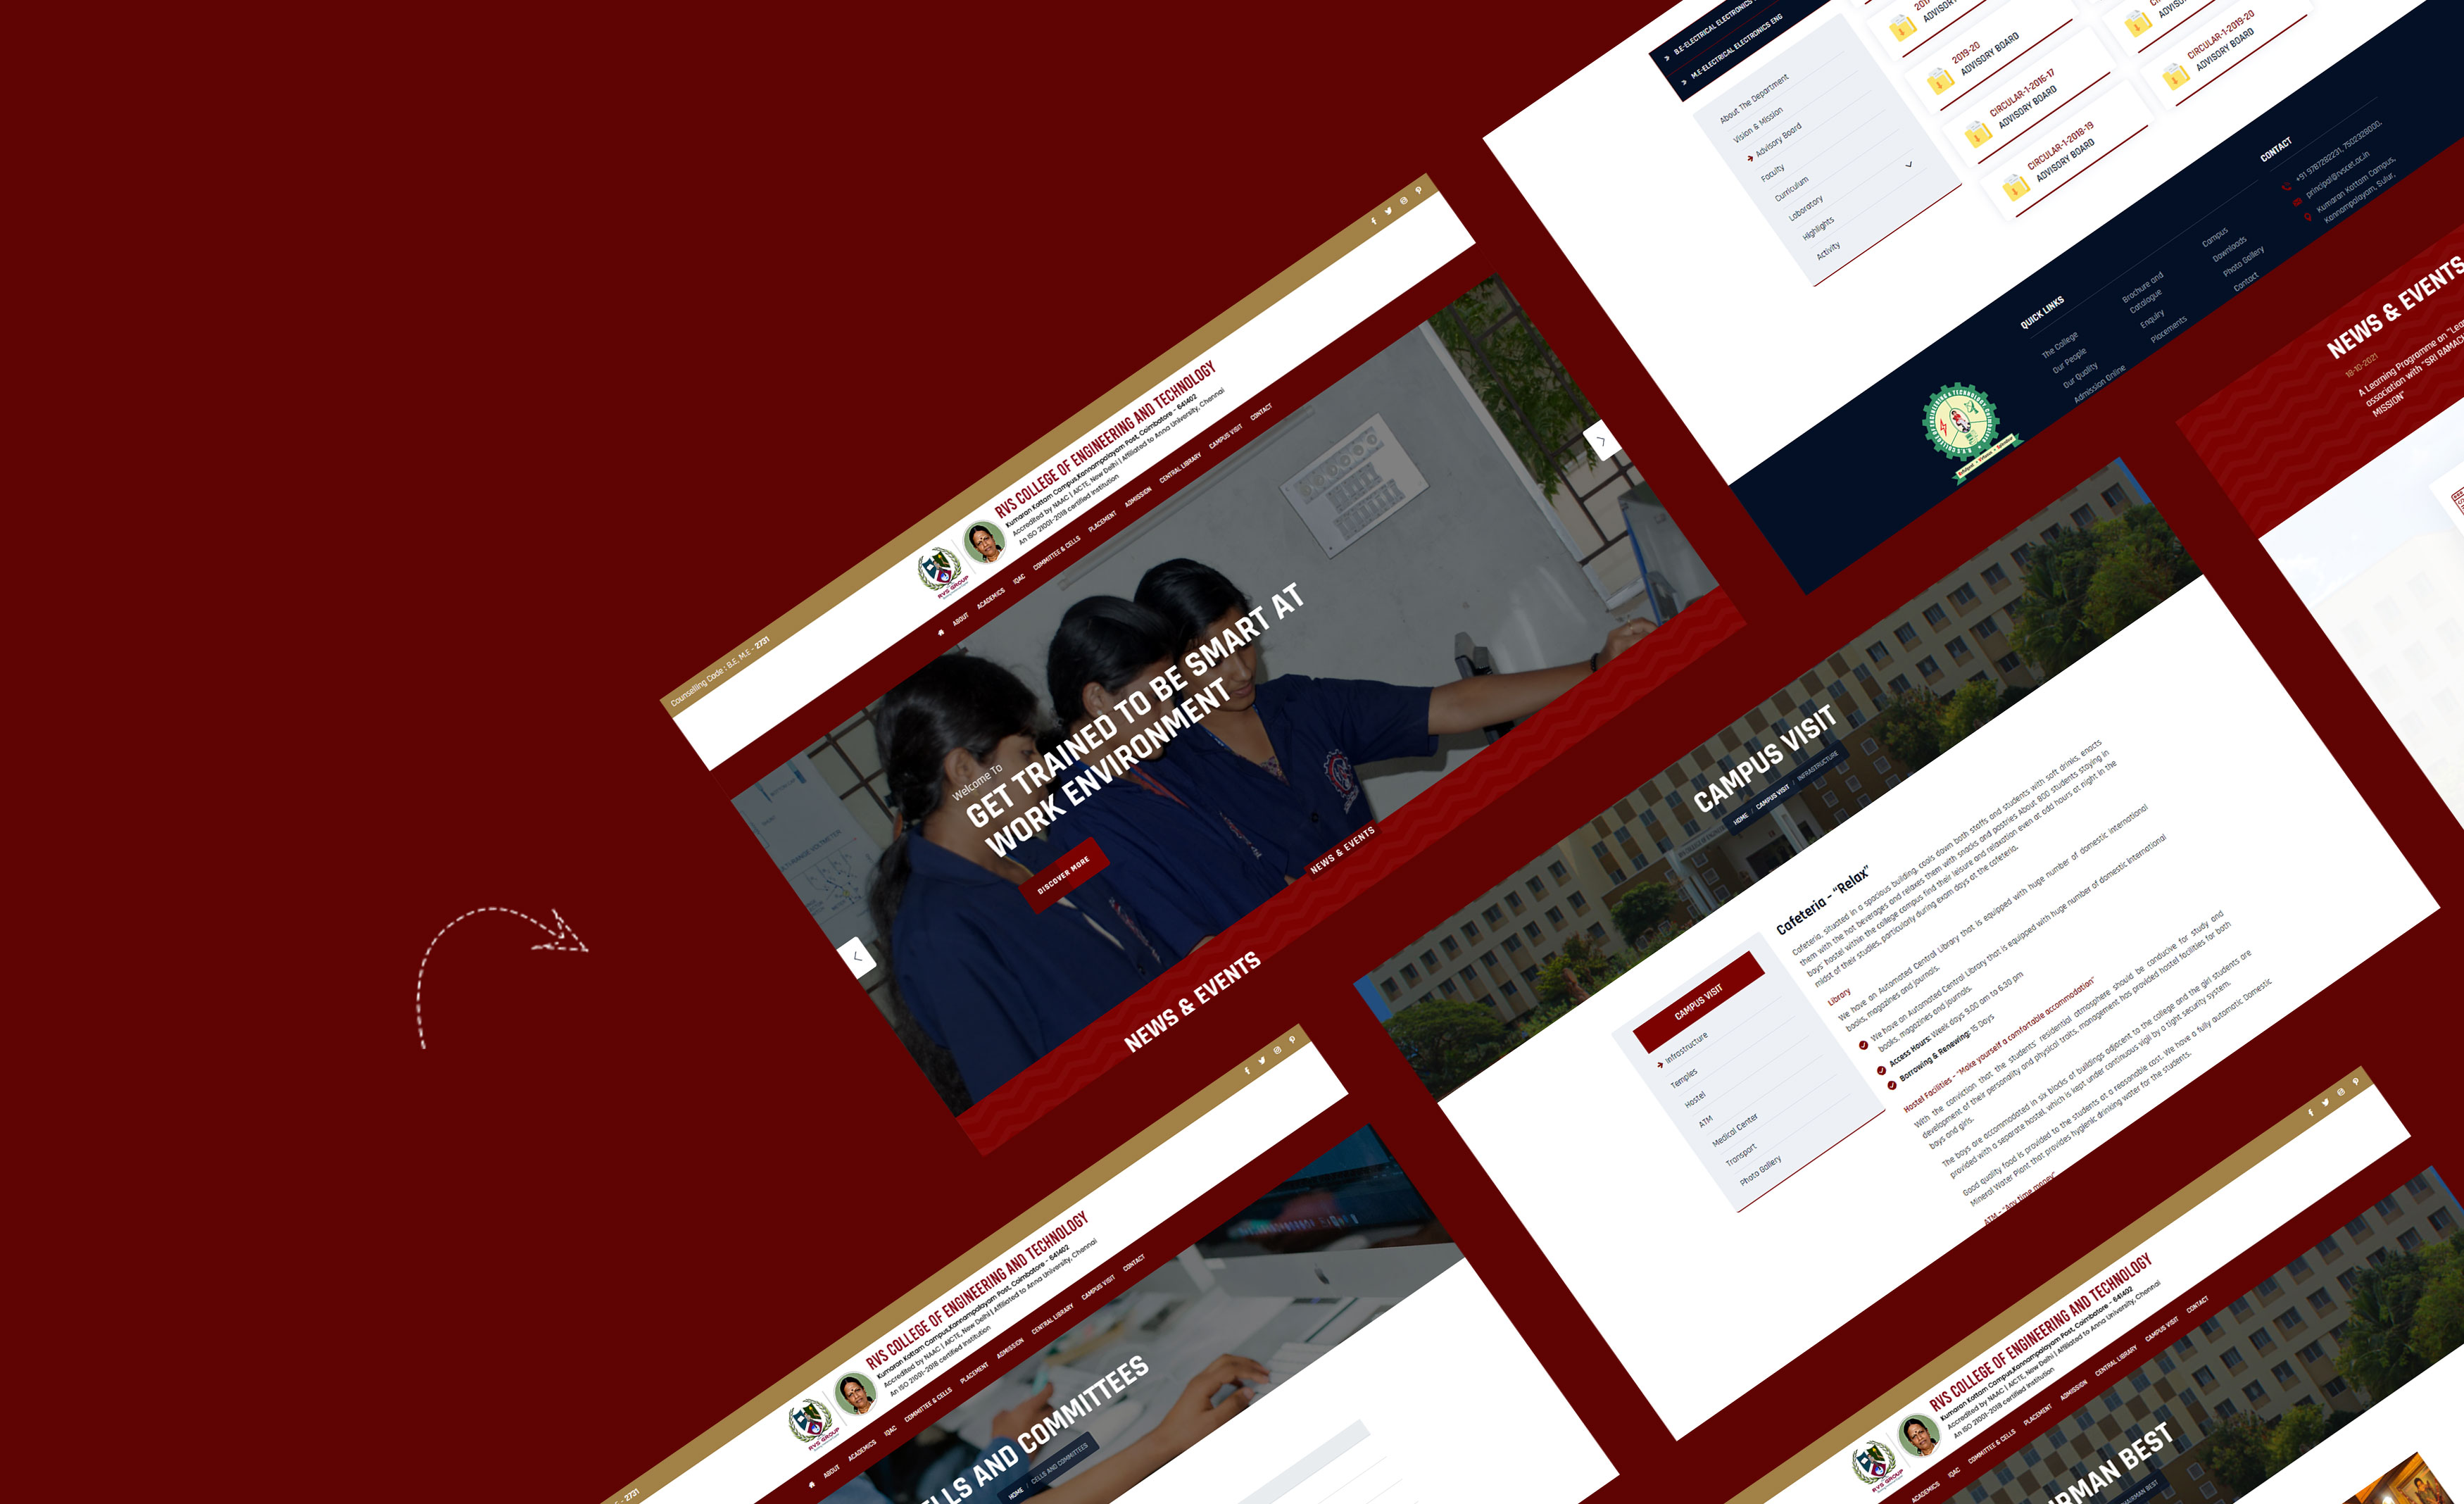 Counselling Code : B.E, M.E - 2731
RVS COLLEGE OF ENGINEERING AND TECHNOLOGY
Kumaran Kottam Campus,Kannampalayam Post, Coimbatore - 641402
Accredited by NAAC | AICTE, New Delhi | Affiliated to Anna University, Chennai
An ISO 21001-2018 certified Institution
RVS GROUP
ABOUT ACADEMICS IQAC COMMITTEE & CELLS PLACEMENT ADMISSION CENTRAL LIBRARY CAMPUS VISIT CONTACT
Welcome To
GET TRAINED TO BE SMART AT
WORK ENVIRONMENT
DISCOVER MORE
NEWS & EVENTS
NEWS & EVENTS
B.E-ELECTRICAL ELECTRONICS
M.E-ELECTRICAL ELECTRONICS ENG
About The Department
Vision & Mission
Advisory Board
Faculty
Curriculum
Laboratory
Highlights
Activity
ADVISORY
2019-20
ADVISORY BOARD
CIRCULAR-1-2016-17
ADVISORY BOARD
CIRCULAR-1-2018-19
ADVISORY BOARD
CIRCULAR-1-2019-20
ADVISORY BOARD
QUICK LINKS
The College
Our People
Our Quality
Admission Online
Brochure and
Catalogue
Enquiry
Placements
Campus
Downloads
Photo Gallery
Contact
CONTACT
+91 9787282231, 7502328000,
principal@rvscet.ac.in
Kumaran Kottam Campus,
Kannampalayam, Sulur,
NEWS & EVENTS
18-10-2021
A Learning Programme on
association with "SRI
MISSION"
CAMPUS VISIT
HOME / CAMPUS VISIT / INFRASTRUCTURE
CAMPUS VISIT
Infrastructure
Temples
Hostel
ATM
Medical Center
Transport
Photo Gallery
Cafeteria - "Relax"
Cafeteria, situated in a spacious building, cools down both staffs and students with soft drinks, enacts
them with the hot beverages and relaxes them with snacks and pastries About 800 students staying in
boys' hostel within the college campus find their leisure and relaxation even at odd hours at night in the
midst of their studies, particularly during exam days at the cafeteria.
Library
We have an Automated Central Library that is equipped with huge number of domestic international
books, magazines and journals.
We have an Automated Central Library that is equipped with huge number of domestic international
books, magazines and journals.
Access Hours: Week days 9.00 am to 6.30 pm
Borrowing & Renewing: 15 Days
Hostel Facilities - "Make yourself a comfortable accommodation"
With the conviction that the students' residential atmosphere should be conducive for study and
development of their personality and physical traits, management has provided hostel facilities for both
boys and girls.
The boys are accommodated in six blocks of buildings adjacent to the college and the girl students are
provided with a separate hostel, which is kept under continuous vigil by a tight security system.
Good quality food is provided to the students at a reasonable cost. We have a fully automatic Domestic
Mineral Water Plant that provides hygienic drinking water for the students.
ATM - "Any time money"
- 2731
RVS COLLEGE OF ENGINEERING AND TECHNOLOGY
Kumaran Kottam Campus,Kannampalayam Post, Coimbatore - 641402
Accredited by NAAC | AICTE, New Delhi | Affiliated to Anna University, Chennai
An ISO 21001-2018 certified Institution
RVS GROUP
ABOUT ACADEMICS IQAC COMMITTEE & CELLS PLACEMENT ADMISSION CENTRAL LIBRARY CAMPUS VISIT CONTACT
ELLS AND COMMITTEES
HOME / CELLS AND COMMITTEES
RVS COLLEGE OF ENGINEERING AND TECHNOLOGY
Kumaran Kottam Campus,Kannampalayam Post, Coimbatore - 641402
Accredited by NAAC | AICTE, New Delhi | Affiliated to Anna University, Chennai
An ISO 21001-2018 certified Institution
RVS GROUP
ACADEMICS IQAC COMMITTEE & CELLS PLACEMENT ADMISSION CENTRAL LIBRARY CAMPUS VISIT CONTACT
RMAN BEST